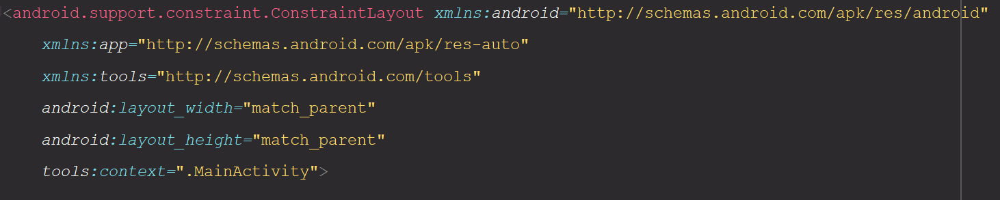 <android.support.constraint.ConstraintLayout xmlns:android="http://schemas.android.com/apk/res/android"
xmlns:app="http://schemas.android.com/apk/res-auto"
xmlns:tools="http://schemas.android.com/tools"
android:layout_width="match_parent"
android:layout_height="match_parent"
tools:context=".MainActivity">